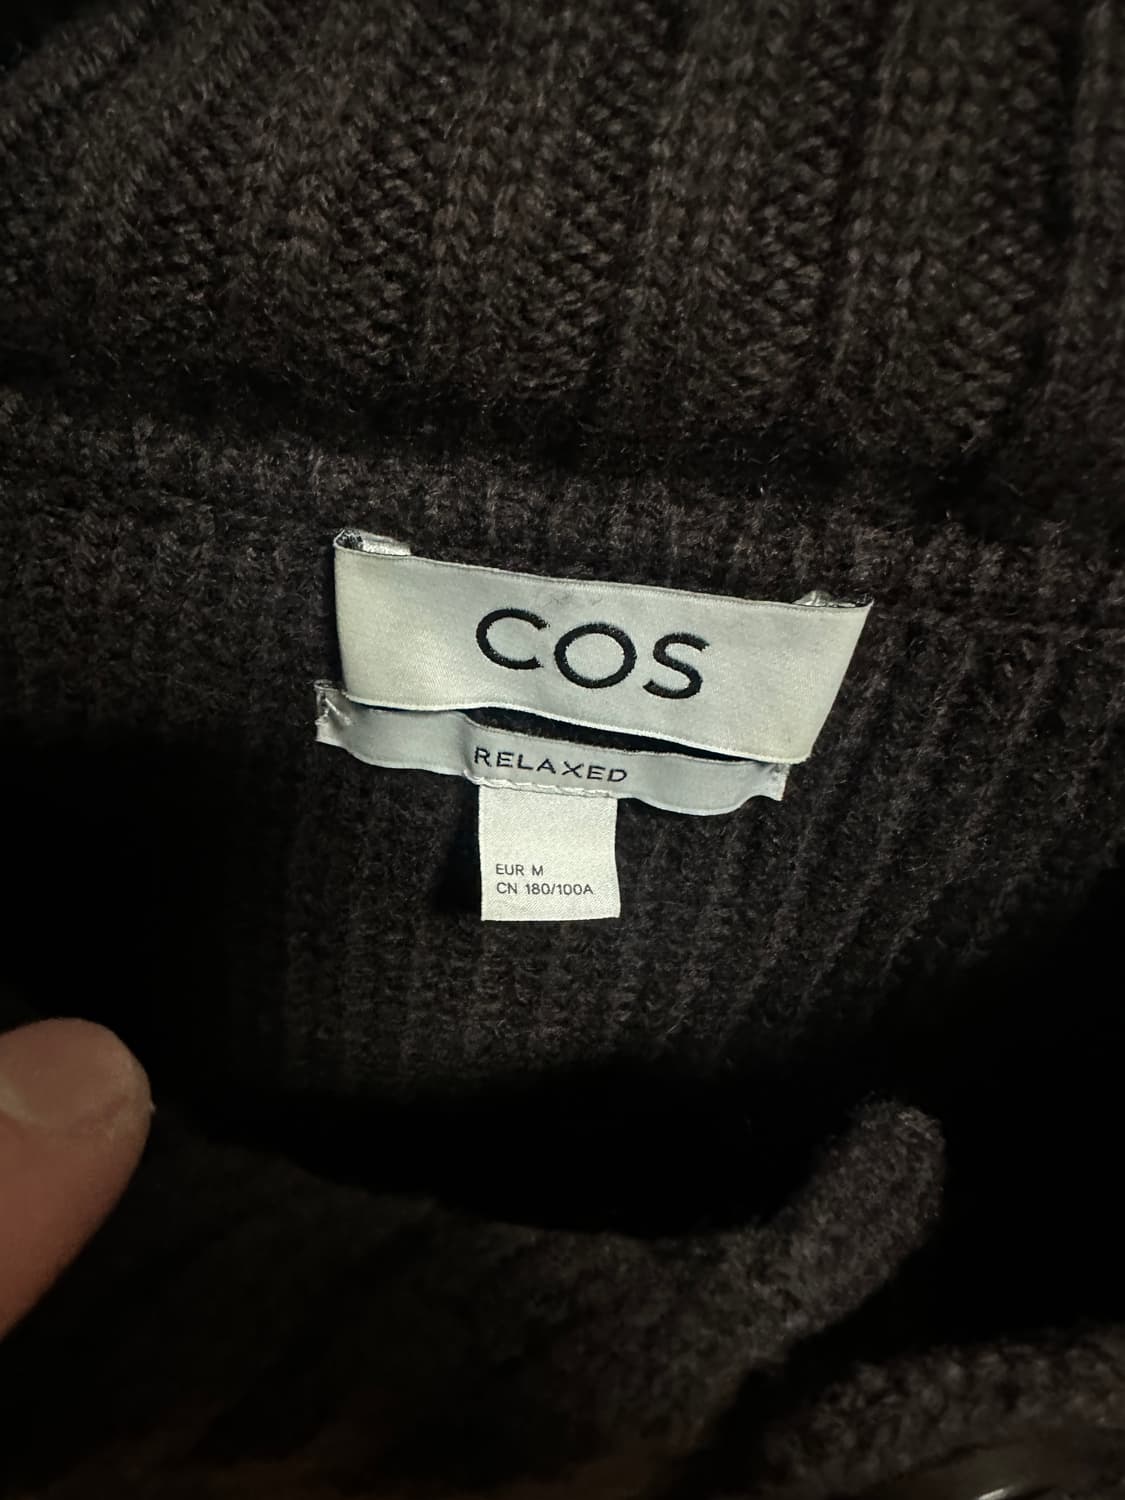 COS
RELAXED
EUR M
CN 180/100A